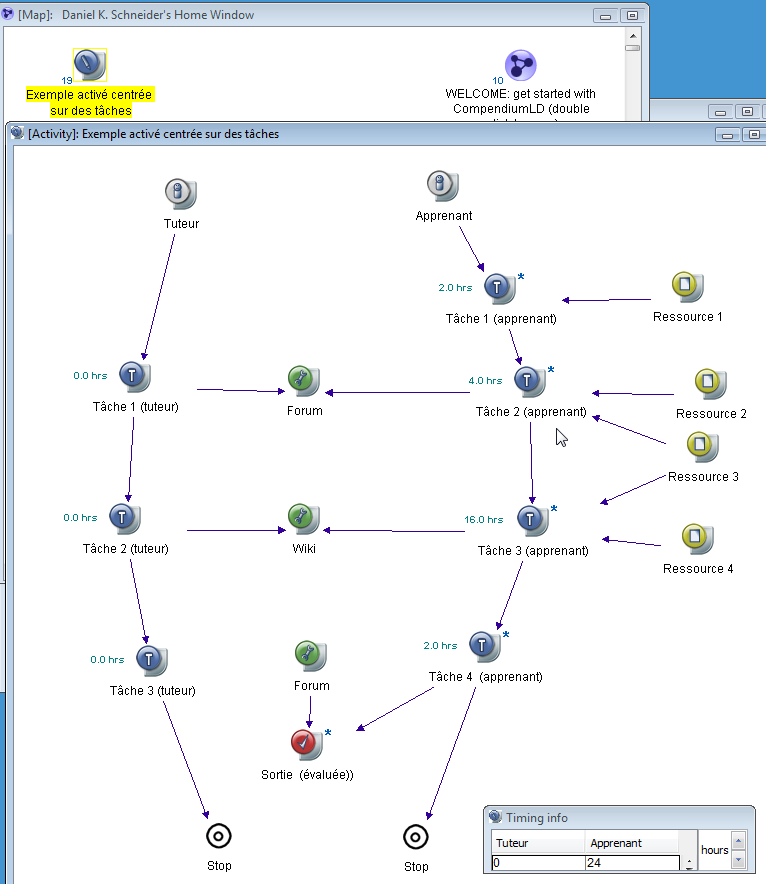 [Map]: Daniel K. Schneider's Home Window
19
Exemple activé centrée
sur des tâches
10
WELCOME: get started with
CompendiumLD (double
[Activity]: Exemple activé centrée sur des tâches
Tuteur
Apprenant
2.0 hrs
*
Tâche 1 (apprenant)
Ressource 1
0.0 hrs
Tâche 1 (tuteur)
Forum
4.0 hrs
*
Tâche 2 (apprenant)
Ressource 2
Ressource 3
0.0 hrs
Tâche 2 (tuteur)
Wiki
16.0 hrs
*
Tâche 3 (apprenant)
Ressource 4
0.0 hrs
Tâche 3 (tuteur)
Forum
2.0 hrs
*
Tâche 4 (apprenant)
*
Sortie (évaluée))
Stop
Stop
Timing info
Tuteur Apprenant
0 24
hours